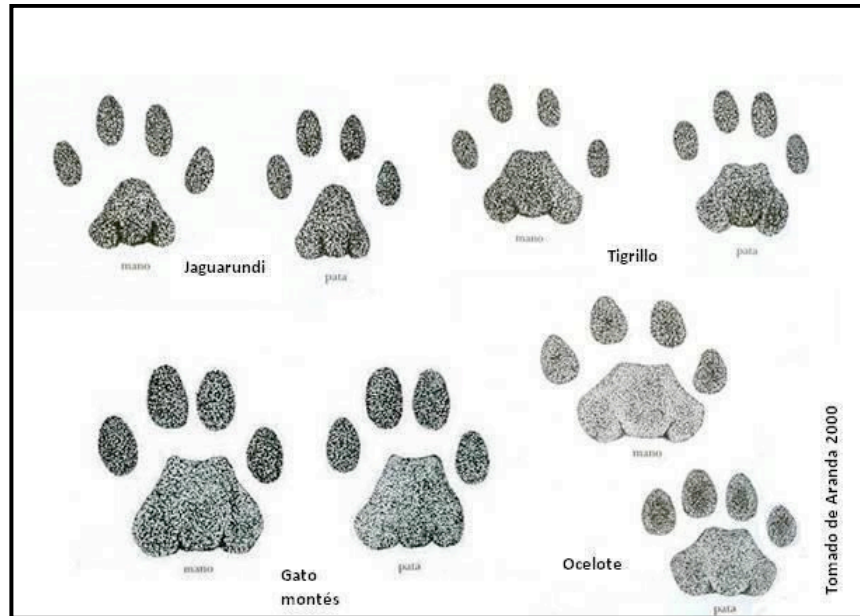 mano
Jaguarundi
pata
mano
Tigrillo
pata
mano
Gato
montés
pata
mano
Ocelote
pata
Tomado de Aranda 2000